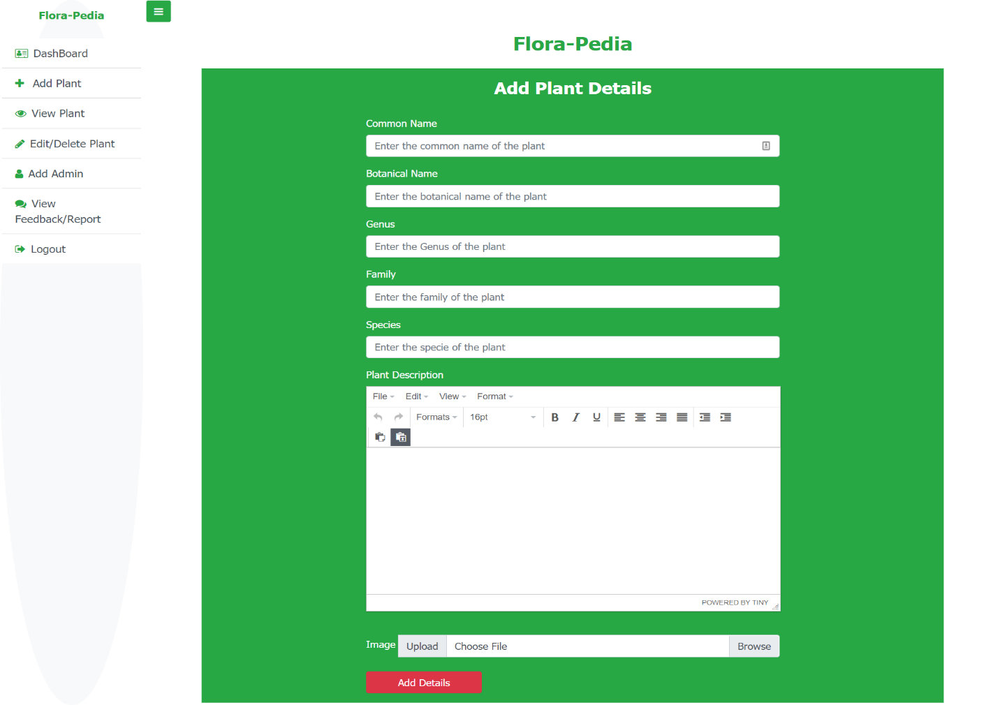 Flora-Pedia
DashBoard
Add Plant
View Plant
Edit/Delete Plant
Add Admin
View
Feedback/Report
Logout
Flora-Pedia
Add Plant Details
Common Name
Enter the common name of the plant
Botanical Name
Enter the botanical name of the plant
Genus
Enter the Genus of the plant
Family
Enter the family of the plant
Species
Enter the specie of the plant
Plant Description
File Edit View Format
Formats 16pt B I U
POWERED BY TINY
Image Upload Choose File Browse
Add Details